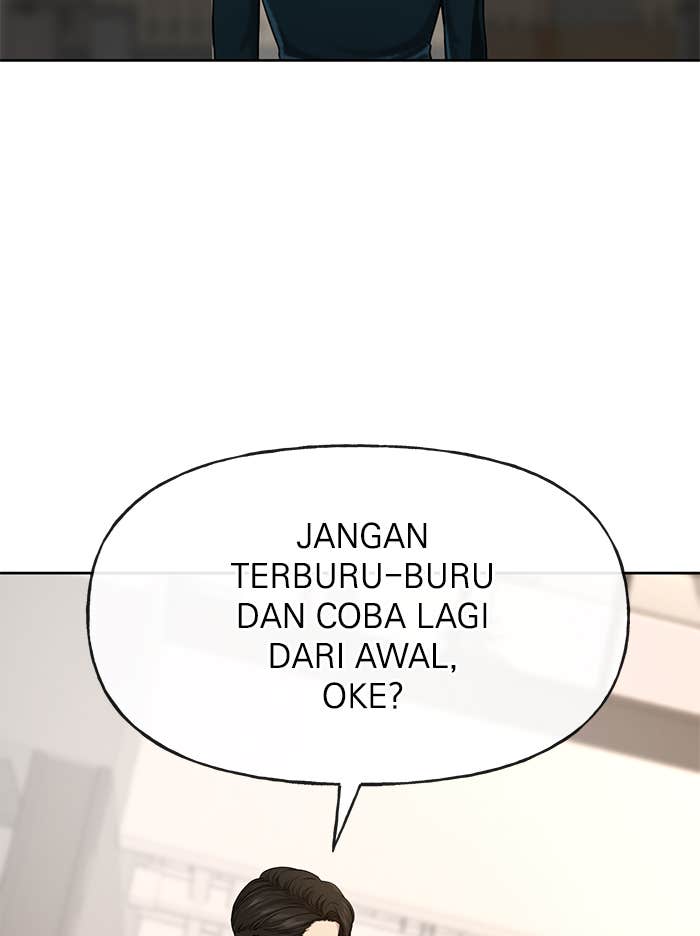 JANGAN
TERBURU-BURU
DAN COBA LAGI
DARI AWAL,
OKE?